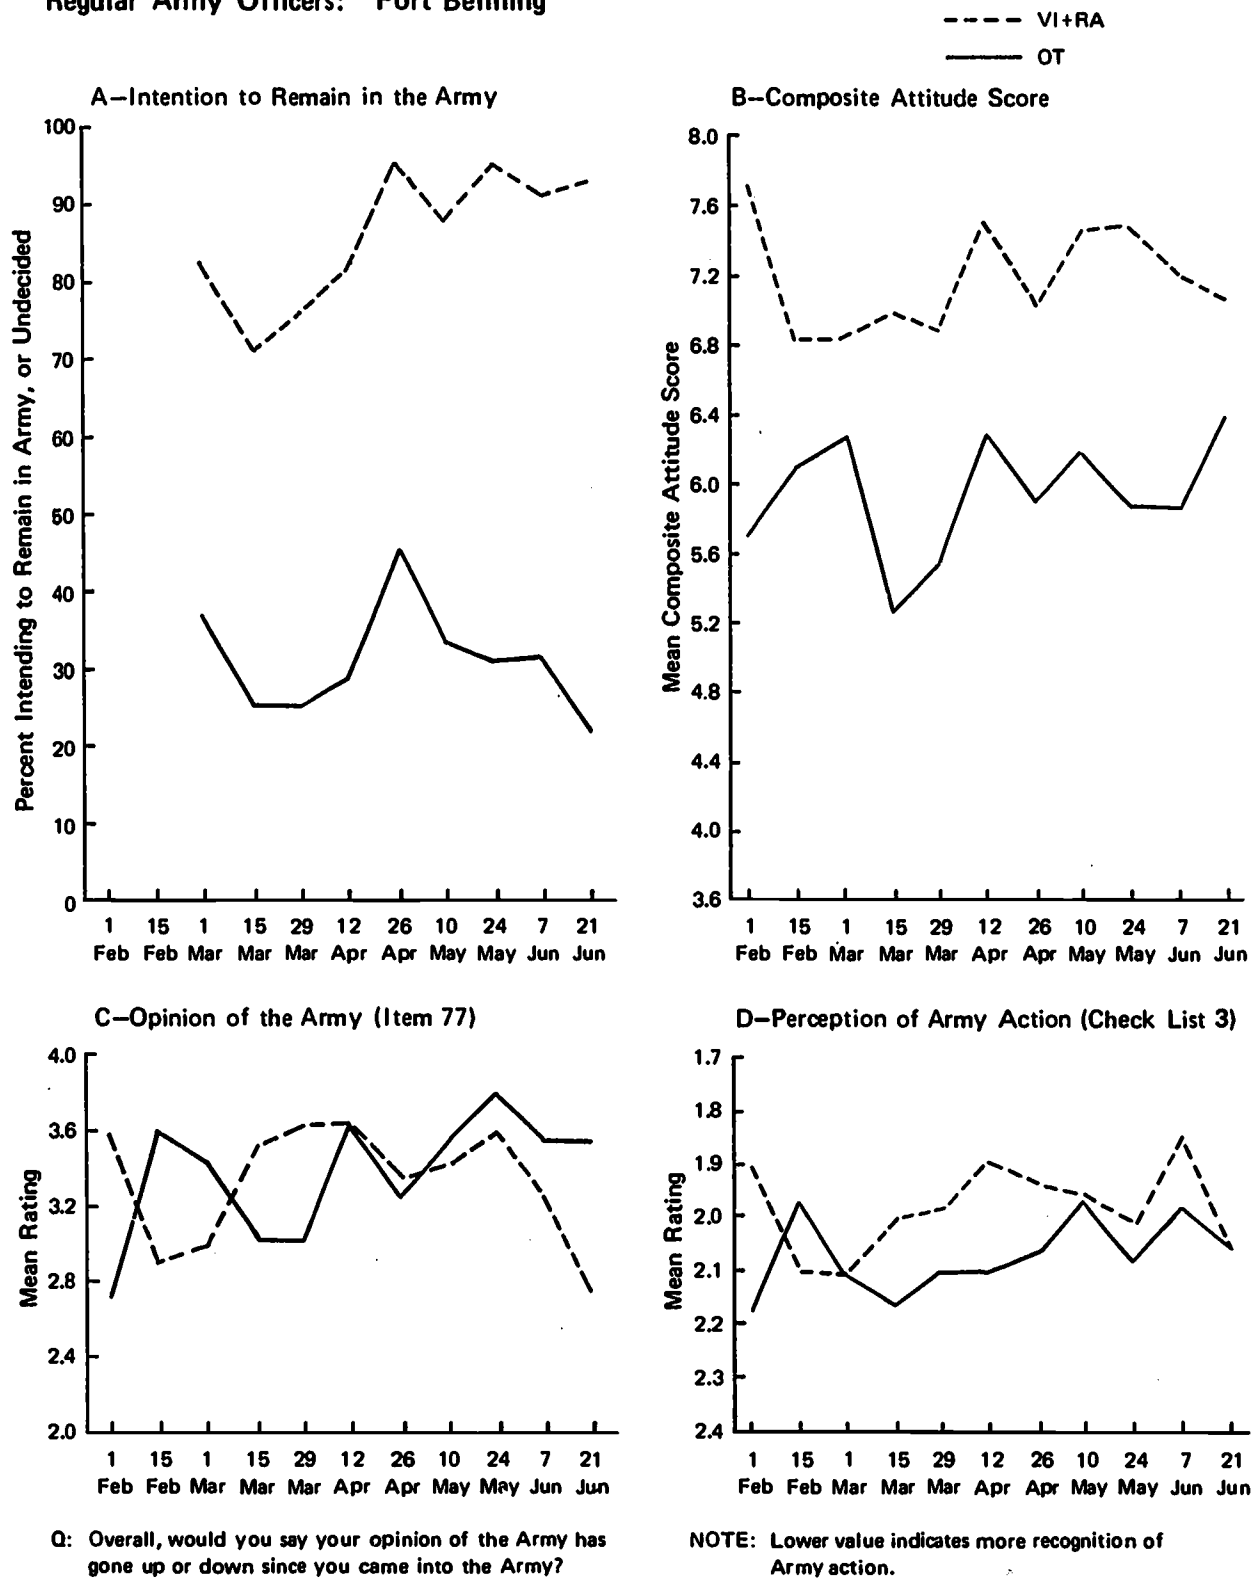 Regular Army Officers: Fort Benning
VI+RA
OT
A—Intention to Remain in the Army
Percent Intending to Remain in Army, or Undecided
100
90
80
70
60
50
40
30
20
10
0
1 15 1 15 29 12 26 10 24 7 21
Feb Feb Mar Mar Mar Apr Apr May May Jun Jun
B—Composite Attitude Score
Mean Composite Attitude Score
8.0
7.6
7.2
6.8
6.4
6.0
5.6
5.2
4.8
4.4
4.0
3.6
1 15 1 15 29 12 26 10 24 7 21
Feb Feb Mar Mar Mar Apr Apr May May Jun Jun
C—Opinion of the Army (Item 77)
Mean Rating
4.0
3.6
3.2
2.8
2.4
2.0
1 15 1 15 29 12 26 10 24 7 21
Feb Feb Mar Mar Mar Apr Apr May May Jun Jun
Q: Overall, would you say your opinion of the Army has
gone up or down since you came into the Army?
D—Perception of Army Action (Check List 3)
Mean Rating
1.7
1.8
1.9
2.0
2.1
2.2
2.3
2.4
1 15 1 15 29 12 26 10 24 7 21
Feb Feb Mar Mar Mar Apr Apr May May Jun Jun
NOTE: Lower value indicates more recognition of
Army action.